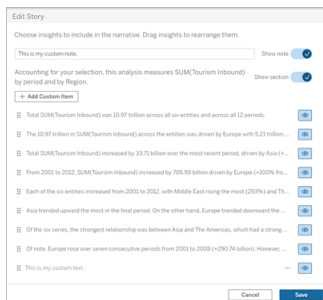 Edit Story
Choose insights to include in the narrative. Drag insights to rearrange them.
This is my custom note.
Show note
Accounting for your selection, this analysis measures SUM(Tourism Inbound)
by period and by Region.
Show section
+ Add Custom Item
Total SUM(Tourism Inbound) was 10.97 trillion across all six entities and across all 12 periods.
The 10.97 trillion in SUM(Tourism Inbound) across the entities was driven by Europe with 5.21 trillion,...
Total SUM(Tourism Inbound) increased by 33.71 billion over the most recent period, driven by Asia (+...
From 2001 to 2012, SUM(Tourism Inbound) increased by 705.93 billion driven by Europe (+100% fro...
Each of the six entities increased from 2001 to 2012, with Middle East rising the most (293%) and Th...
Asia trended upward the most in the final period. On the other hand, Europe trended downward the ...
Of the six series, the strongest relationship was between Asia and The Americas, which had a strong ...
Of note, Europe rose over seven consecutive periods from 2001 to 2008 (+290.74 billion). However, ...
This is my custom text.
...
Cancel
Save